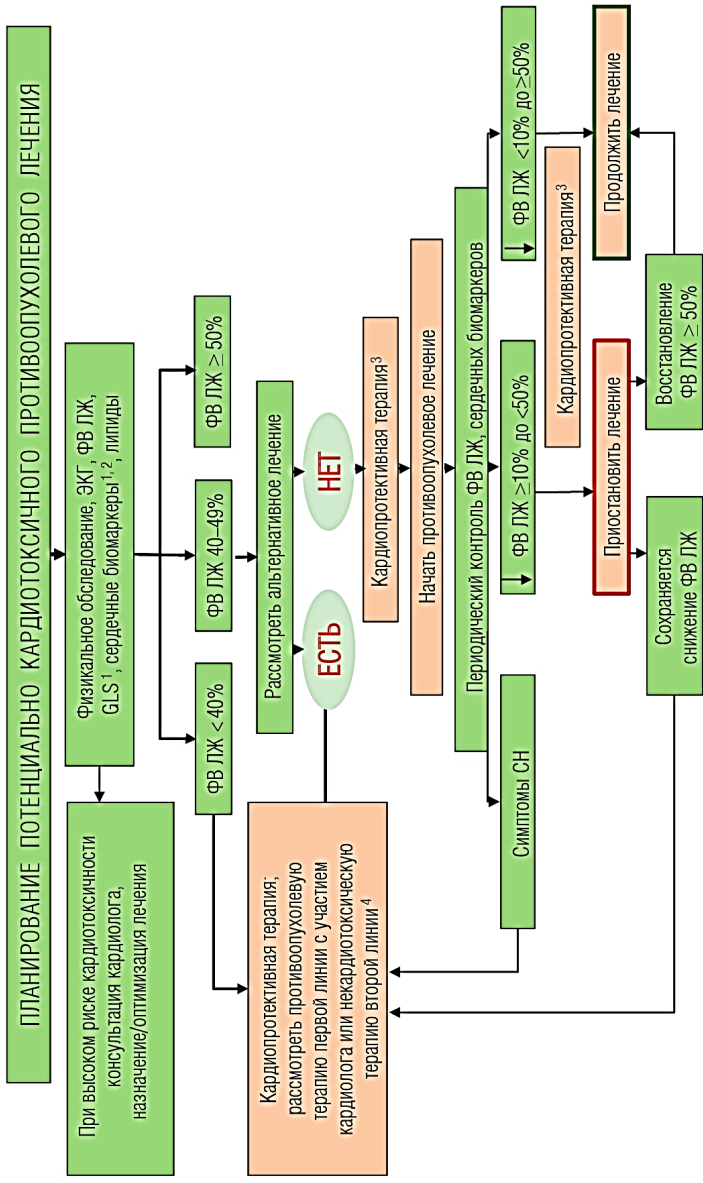 ПЛАНИРОВАНИЕ ПОТЕНЦИАЛЬНО КАРДИОТОКСИЧНОГО ПРОТИВООПУХОЛЕВОГО ЛЕЧЕНИЯ
При высоком риске кардиотоксичности
консультация кардиолога,
назначение/оптимизация лечения
Физикальное обследование, ЭКГ, ФВ ЛЖ,
GLS¹, сердечные биомаркеры¹·², липиды
ФВ ЛЖ <40%
ФВ ЛЖ 40–49%
ФВ ЛЖ ≥ 50%
Рассмотреть альтернативное лечение
ЕСТЬ
НЕТ
Кардиопротективная терапия;
рассмотреть противоопухолевую
терапию первой линии с участием
кардиолога или некардиотоксическую
терапию второй линии⁴
Кардиопротективная терапия³
Начать противоопухолевое лечение
Периодический контроль ФВ ЛЖ, сердечных биомаркеров
Симптомы СН
↓ ФВ ЛЖ ≥10% до <50%
↓ ФВ ЛЖ <10% до ≥50%
Кардиопротективная терапия³
Приостановить лечение
Продолжить лечение
Сохраняется
снижение ФВ ЛЖ
Восстановление
ФВ ЛЖ ≥ 50%